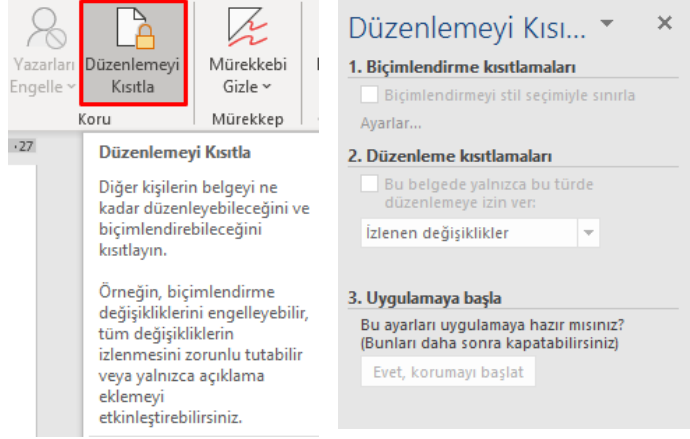 Yazarları Engelle
Düzenlemeyi Kısıtla
Mürekkebi Gizle
Koru
Mürekkep
27
Düzenlemeyi Kısıtla
Diğer kişilerin belgeyi ne
kadar düzenleyebileceğini ve
biçimlendirebileceğini
kısıtlayın.
Örneğin, biçimlendirme
değişikliklerini engelleyebilir,
tüm değişikliklerin
izlenmesini zorunlu tutabilir
veya yalnızca açıklama
eklemeyi
etkinleştirebilirsiniz.
Düzenlemeyi Kısı...
1. Biçimlendirme kısıtlamaları
Biçimlendirmeyi stil seçimiyle sınırla
Ayarlar...
2. Düzenleme kısıtlamaları
Bu belgede yalnızca bu türde
düzenlemeye izin ver:
İzlenen değişiklikler
3. Uygulamaya başla
Bu ayarları uygulamaya hazır mısınız?
(Bunları daha sonra kapatabilirsiniz)
Evet, korumayı başlat